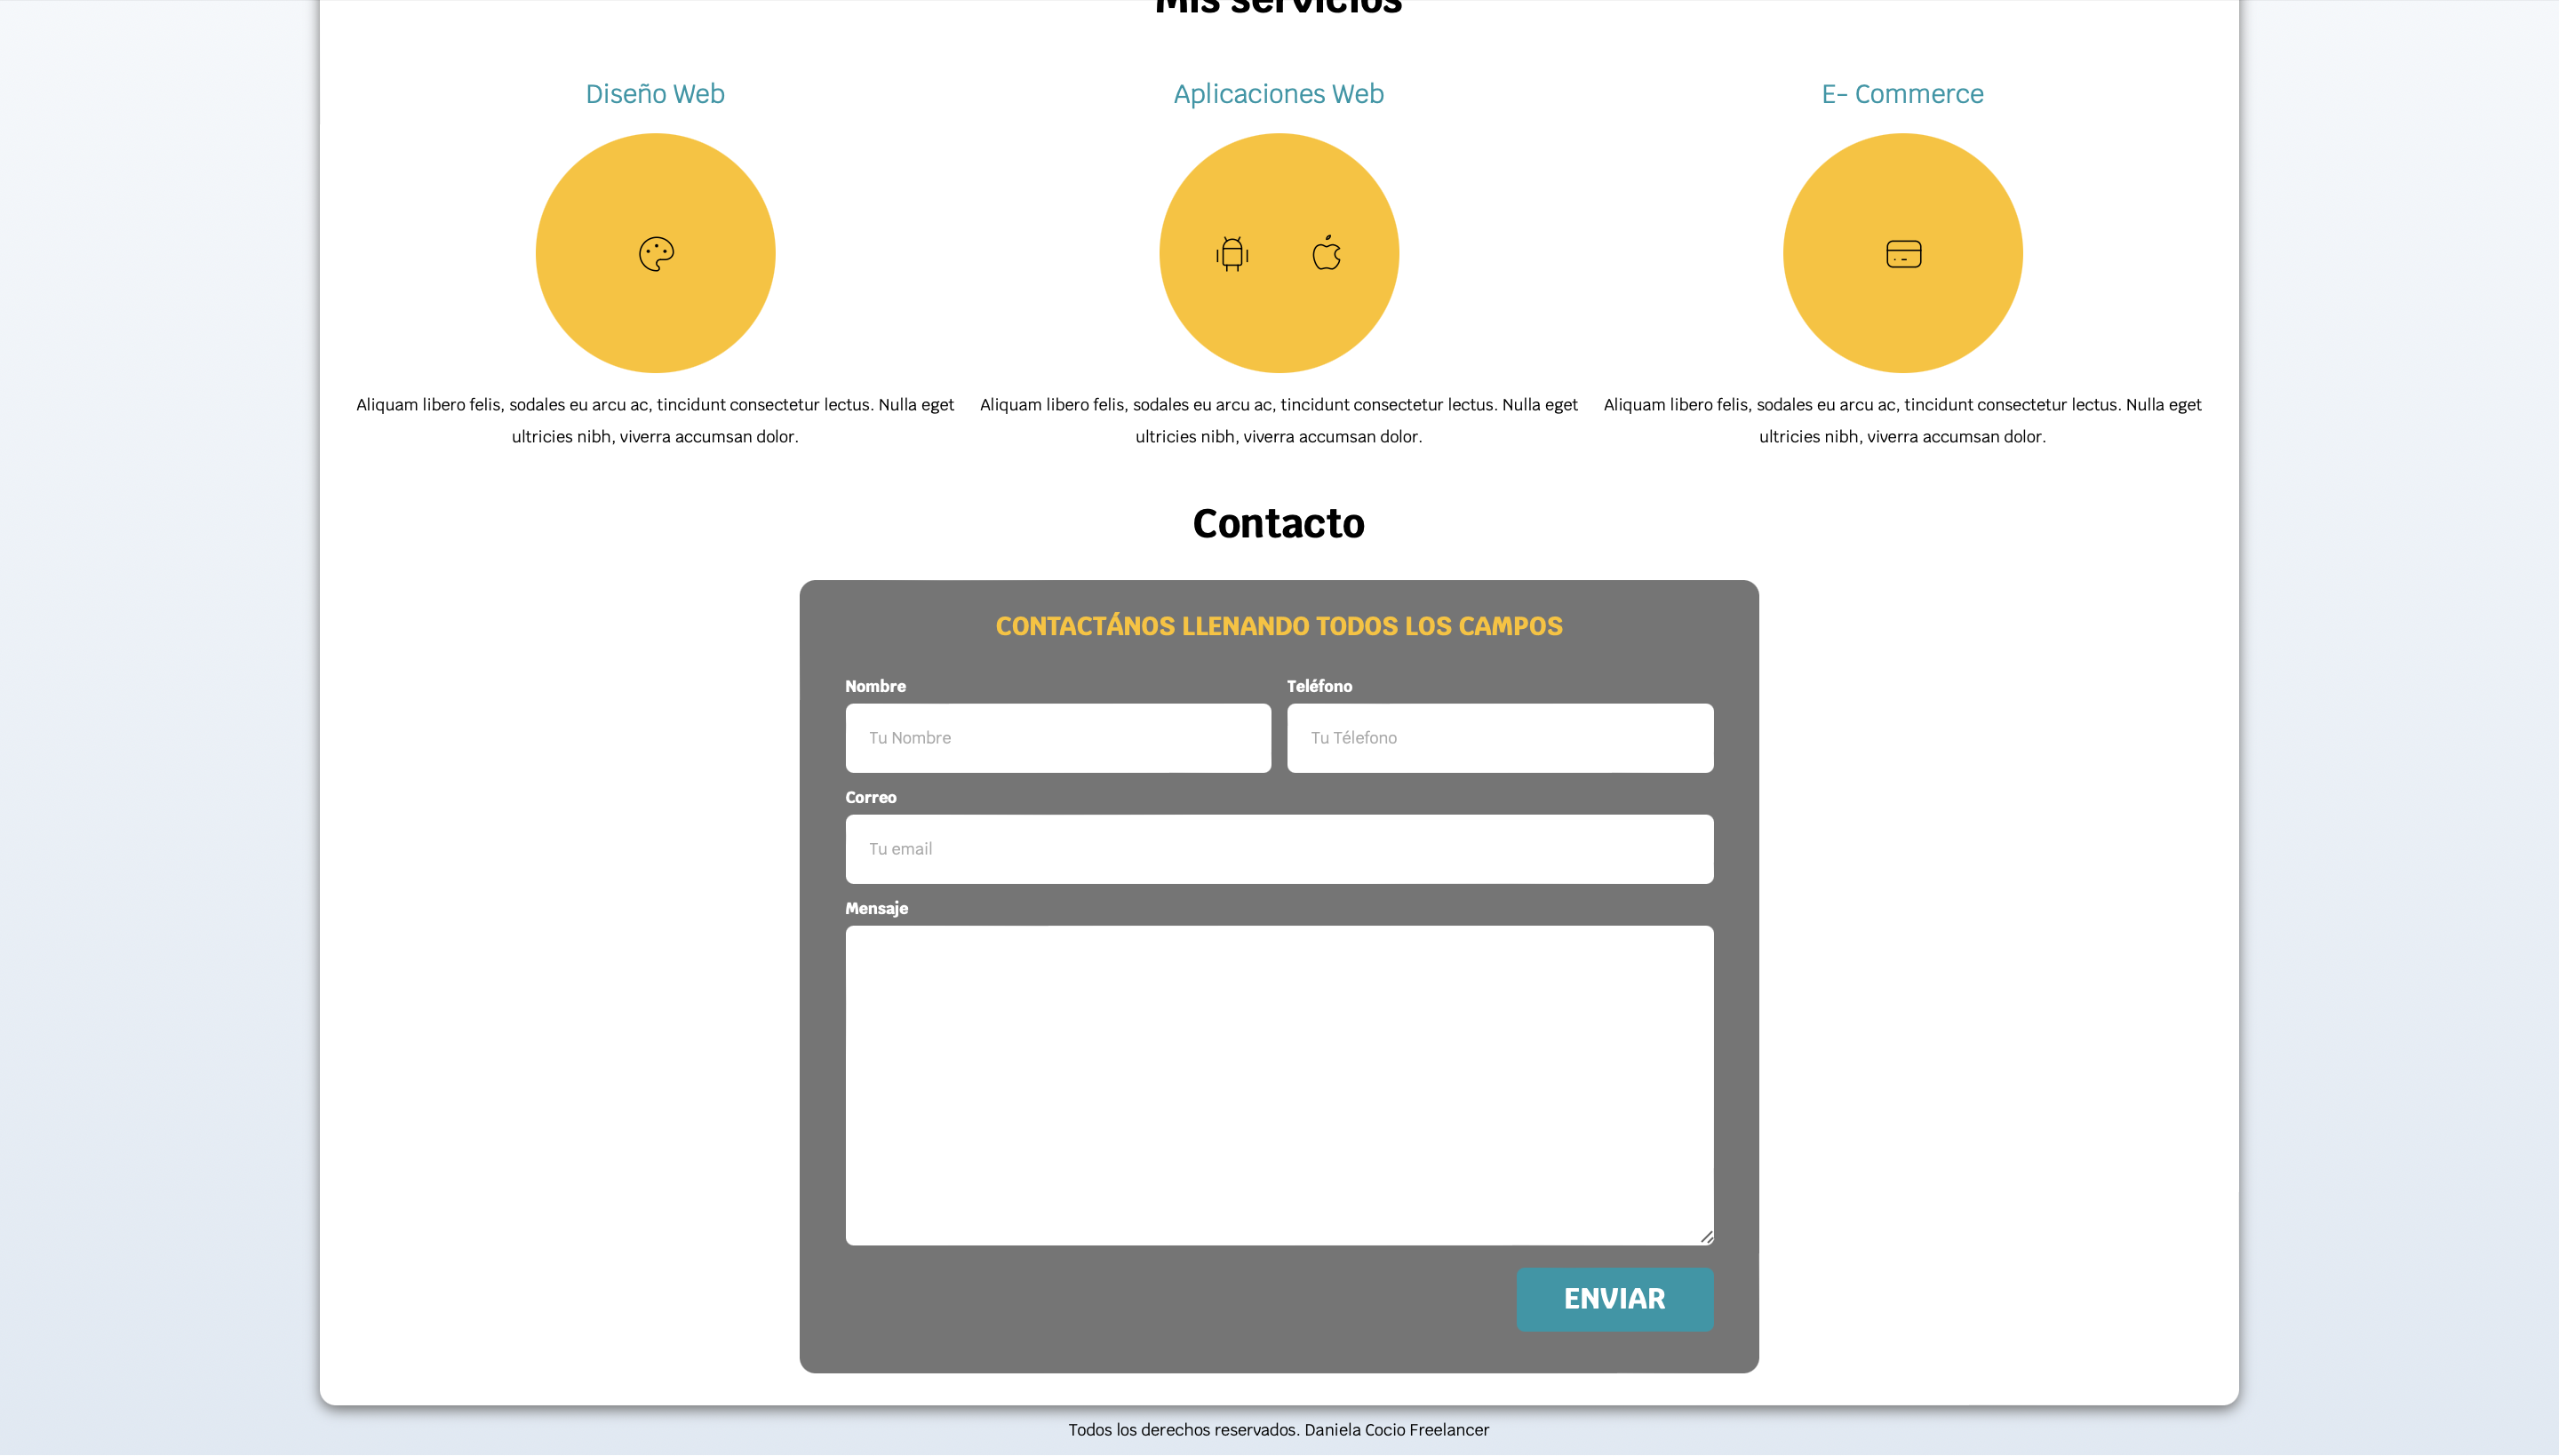 Mis servicios
Diseño Web
Aplicaciones Web
E- Commerce
Aliquam libero felis, sodales eu arcu ac, tincidunt consectetur lectus. Nulla eget
ultricies nibh, viverra accumsan dolor.
Aliquam libero felis, sodales eu arcu ac, tincidunt consectetur lectus. Nulla eget
ultricies nibh, viverra accumsan dolor.
Aliquam libero felis, sodales eu arcu ac, tincidunt consectetur lectus. Nulla eget
ultricies nibh, viverra accumsan dolor.
Contacto
CONTACTÁNOS LLENANDO TODOS LOS CAMPOS
Nombre
Teléfono
Tu Nombre
Tu Télefono
Correo
Tu email
Mensaje
ENVIAR
Todos los derechos reservados. Daniela Cocio Freelancer